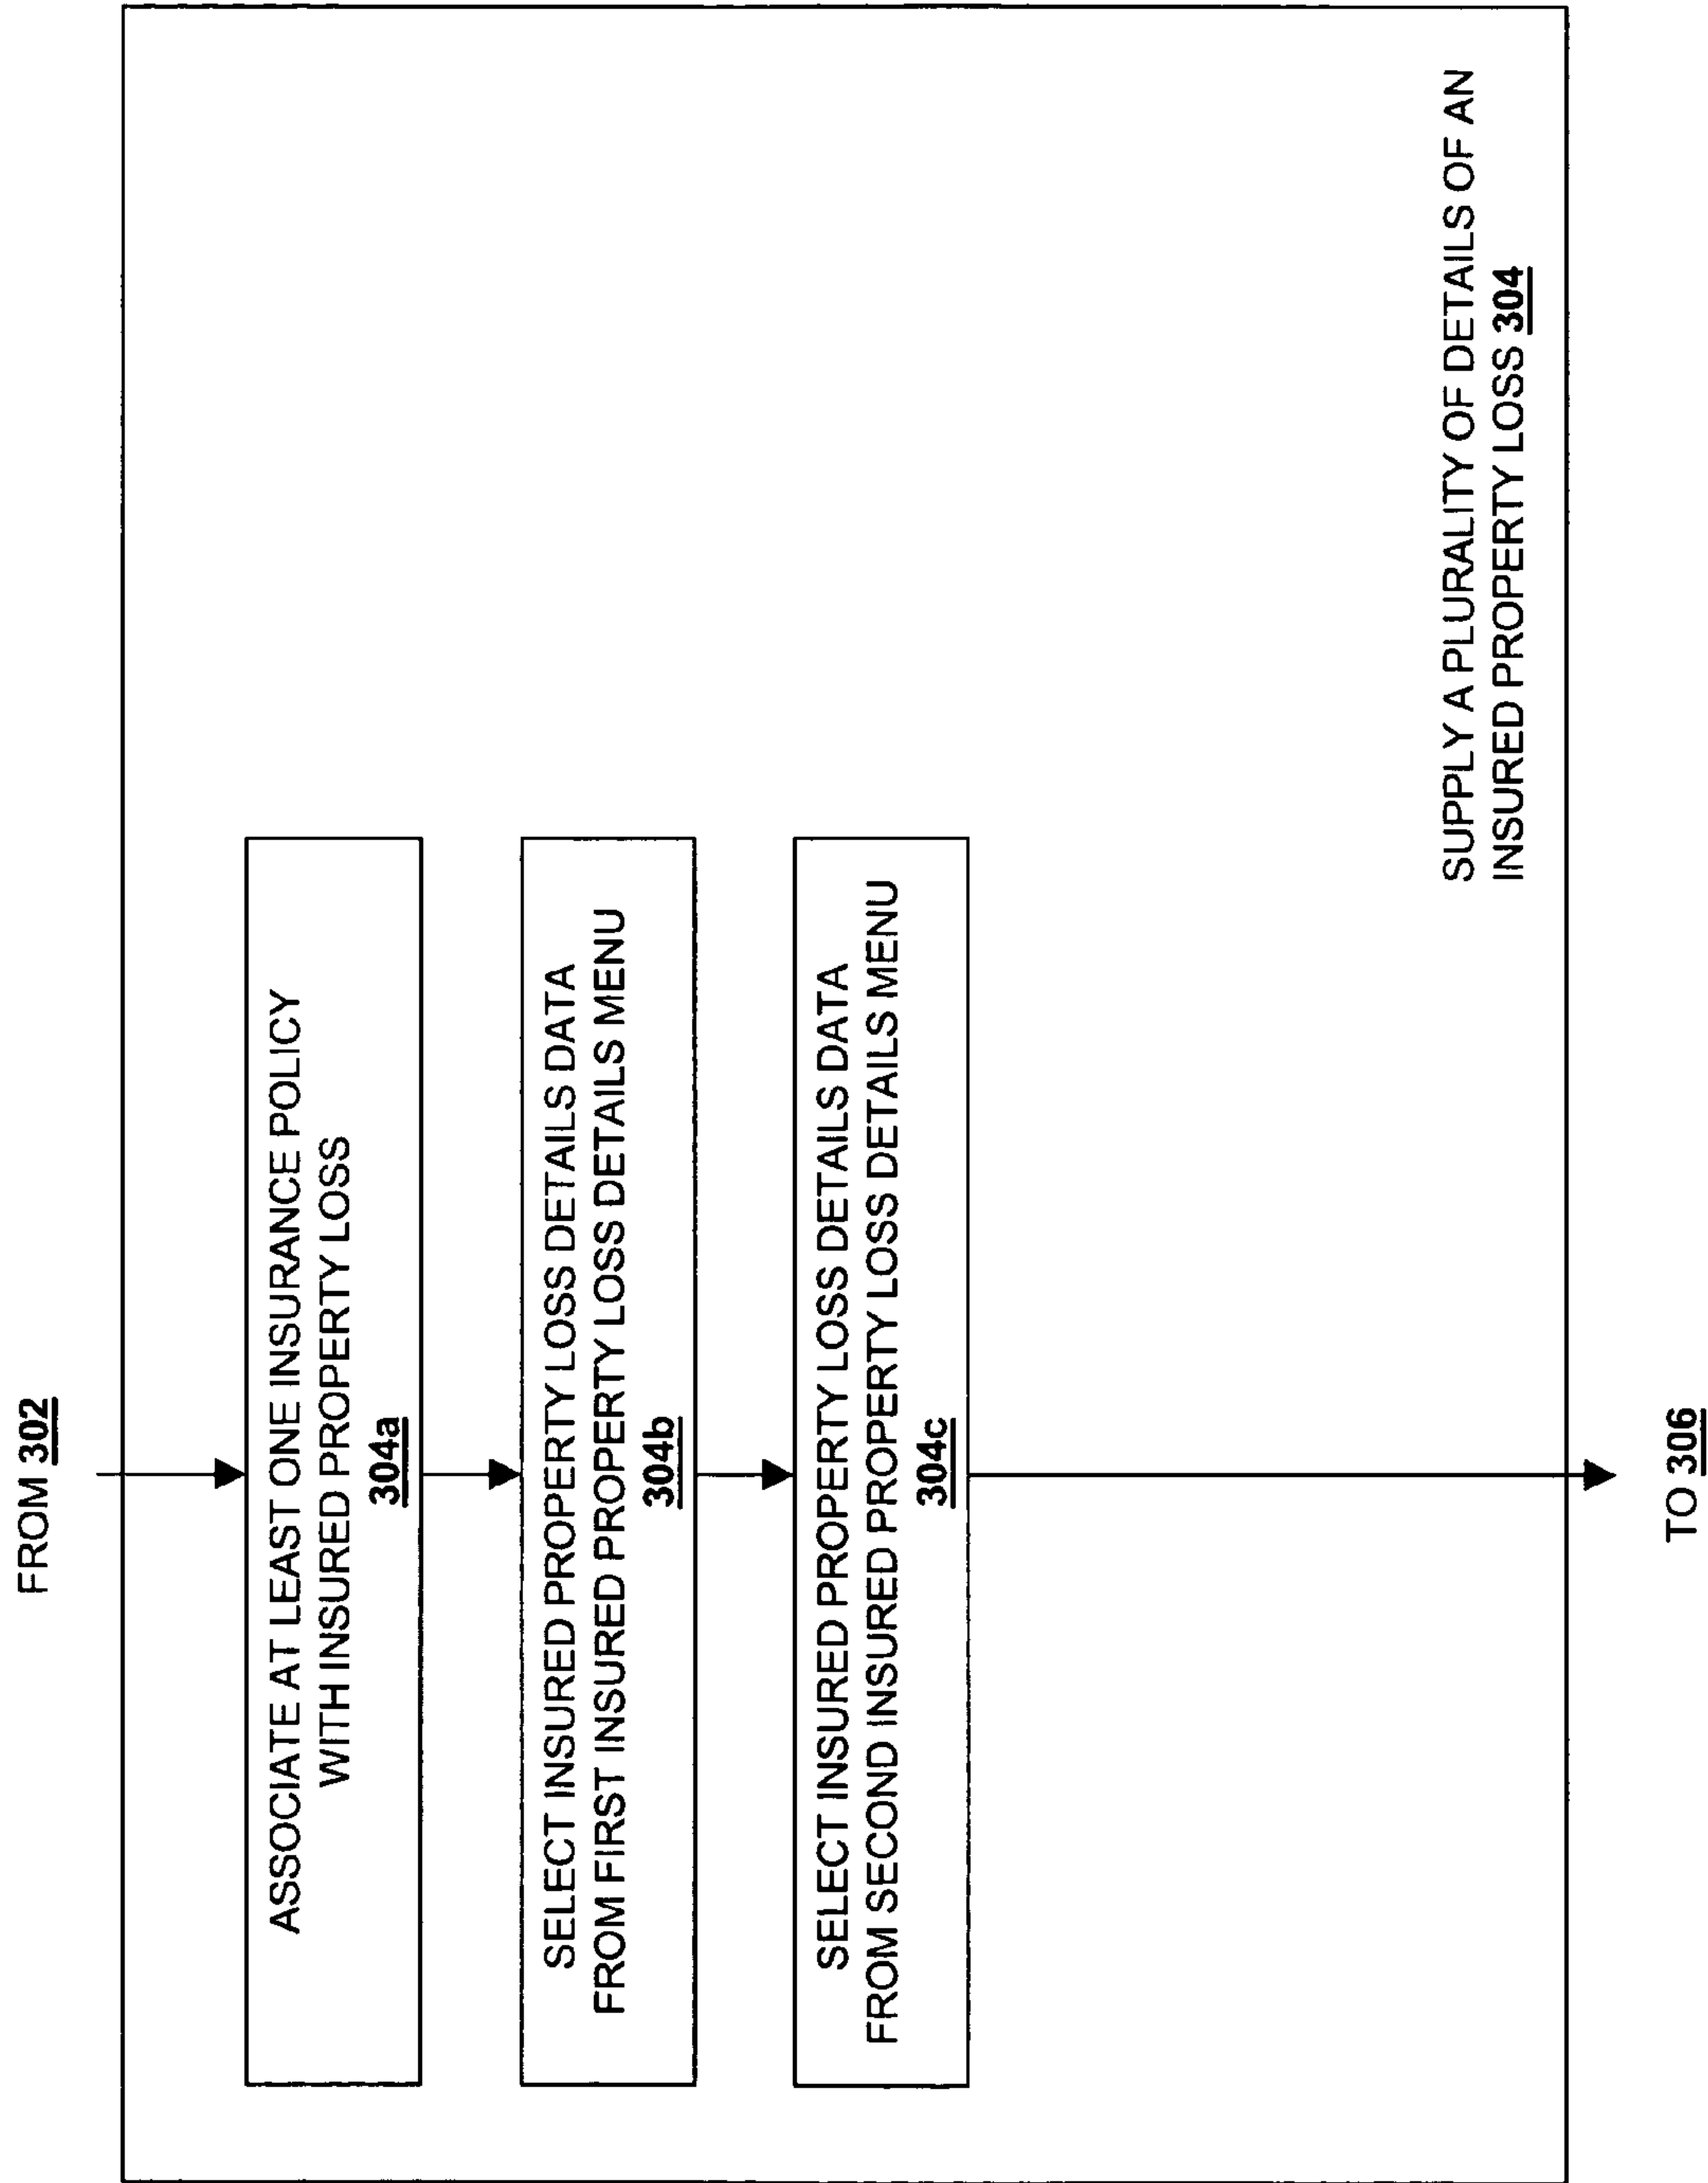 FROM 302
ASSOCIATE AT LEAST ONE INSURANCE POLICY
WITH INSURED PROPERTY LOSS
304a
SELECT INSURED PROPERTY LOSS DETAILS DATA
FROM FIRST INSURED PROPERTY LOSS DETAILS MENU
304b
SELECT INSURED PROPERTY LOSS DETAILS DATA
FROM SECOND INSURED PROPERTY LOSS DETAILS MENU
304c
SUPPLY A PLURALITY OF DETAILS OF AN
INSURED PROPERTY LOSS 304
TO 306